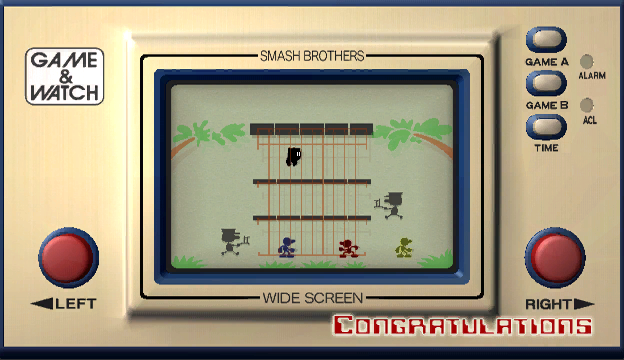 GAME
&
WATCH
SMASH BROTHERS
GAME A
ALARM
GAME B
ACL
TIME
LEFT
WIDE SCREEN
RIGHT
CONGRATULATIONS